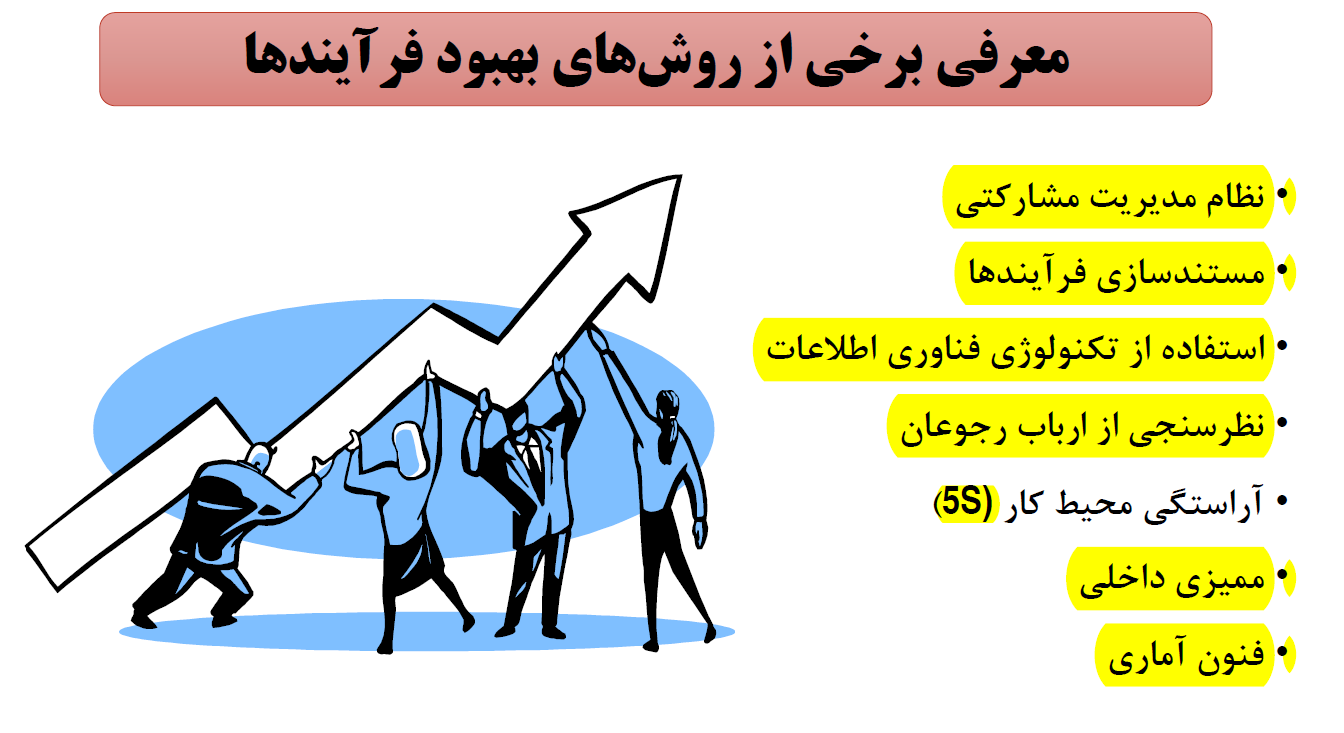 معرفی برخی از روش‌های بهبود فرآیندها
• نظام مدیریت مشارکتی
• مستندسازی فرآیندها
• استفاده از تکنولوژی فناوری اطلاعات
• نظرسنجی از ارباب رجوعان
• آراستگی محیط کار (5S)
• ممیزی داخلی
• فنون آماری